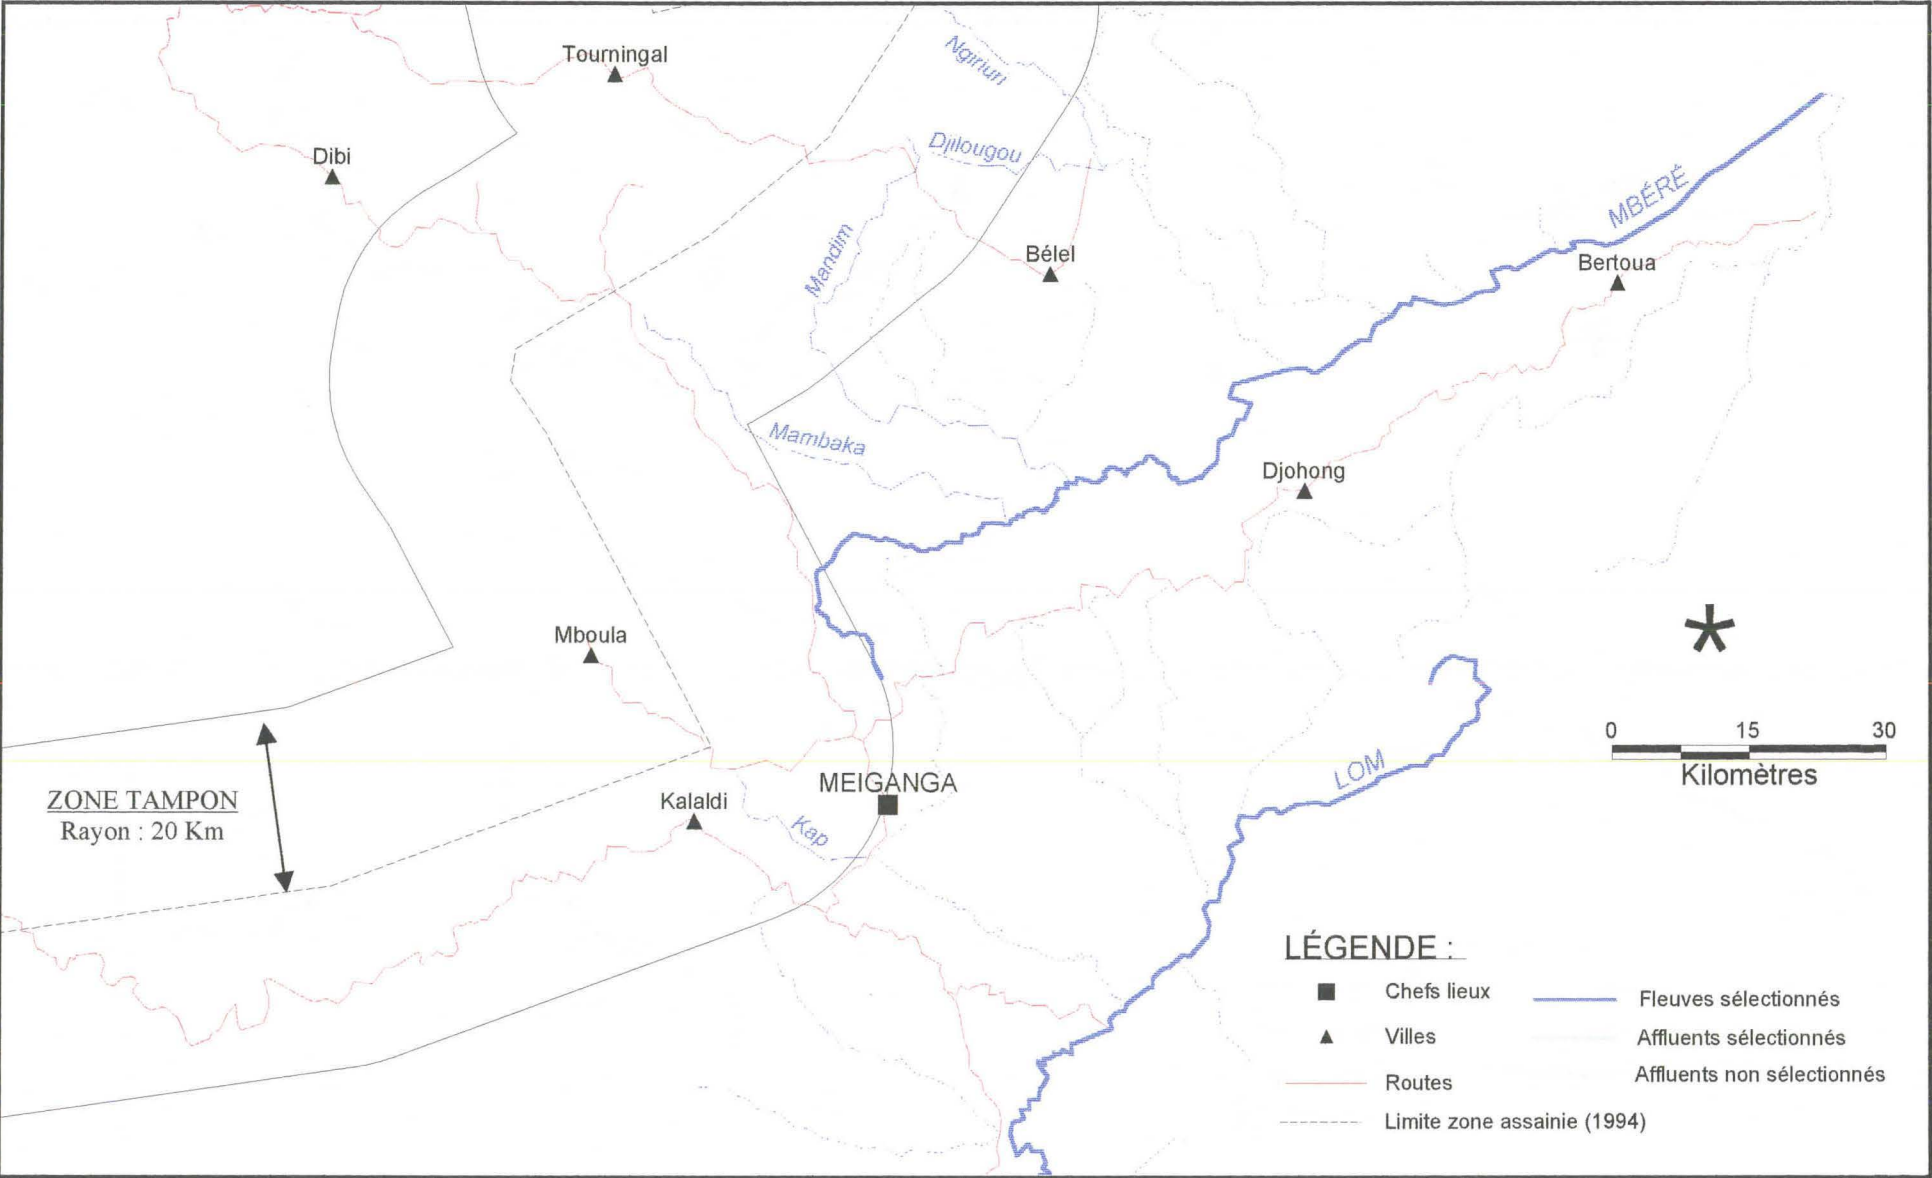 Tourningal
Ngiriun
Djilougou
Dibi
MBÉRÉ
Mandim
Bélel
Bertoua
Mambaka
Djohong
Mboula
0 15 30
Kilomètres
LOM
MEIGANGA
ZONE TAMPON
Rayon : 20 Km
Kalaldi
Kap
LÉGENDE :
Chefs lieux
Fleuves sélectionnés
Villes
Affluents sélectionnés
Routes
Affluents non sélectionnés
Limite zone assainie (1994)